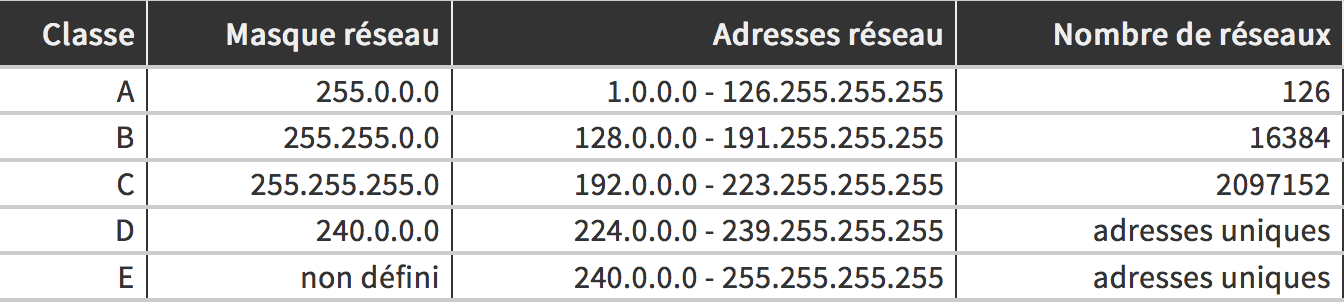 Classe Masque réseau Adresses réseau Nombre de réseaux
A 255.0.0.0 1.0.0.0 - 126.255.255.255 126
B 255.255.0.0 128.0.0.0 - 191.255.255.255 16384
C 255.255.255.0 192.0.0.0 - 223.255.255.255 2097152
D 240.0.0.0 224.0.0.0 - 239.255.255.255 adresses uniques
E non défini 240.0.0.0 - 255.255.255.255 adresses uniques